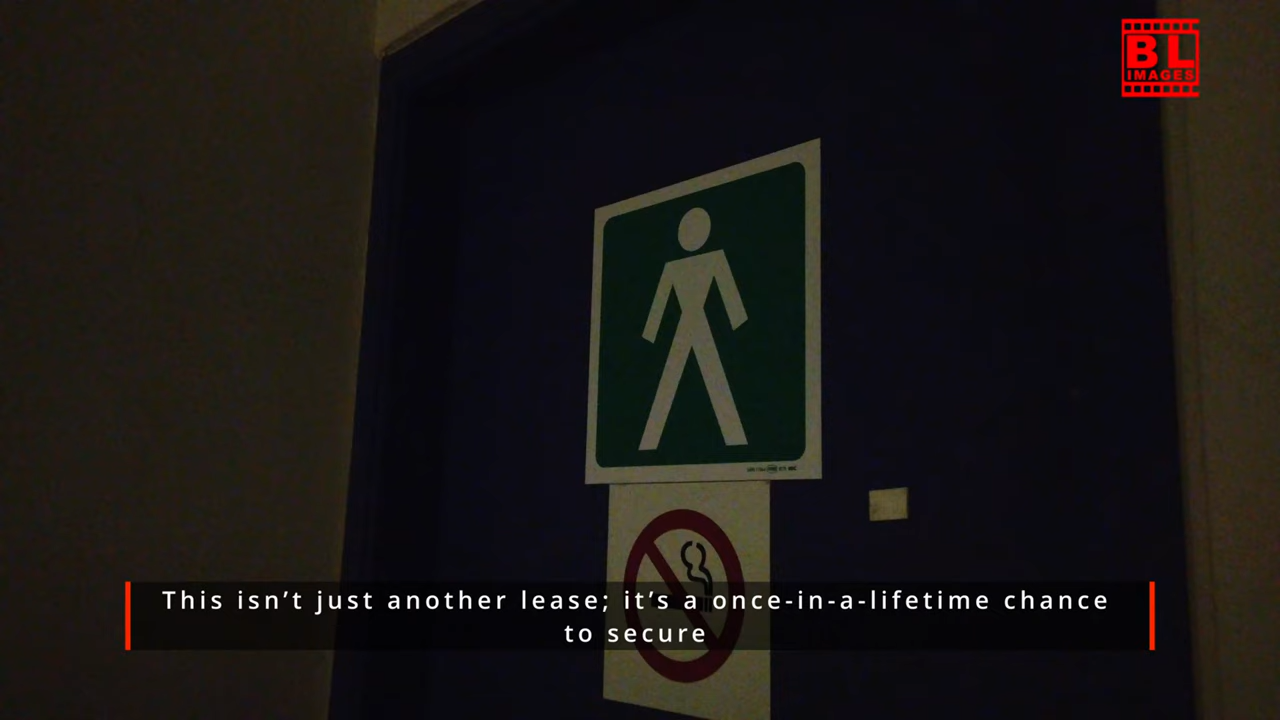 BL
IMAGES
This isn’t just another lease; it’s a once-in-a-lifetime chance
to secure